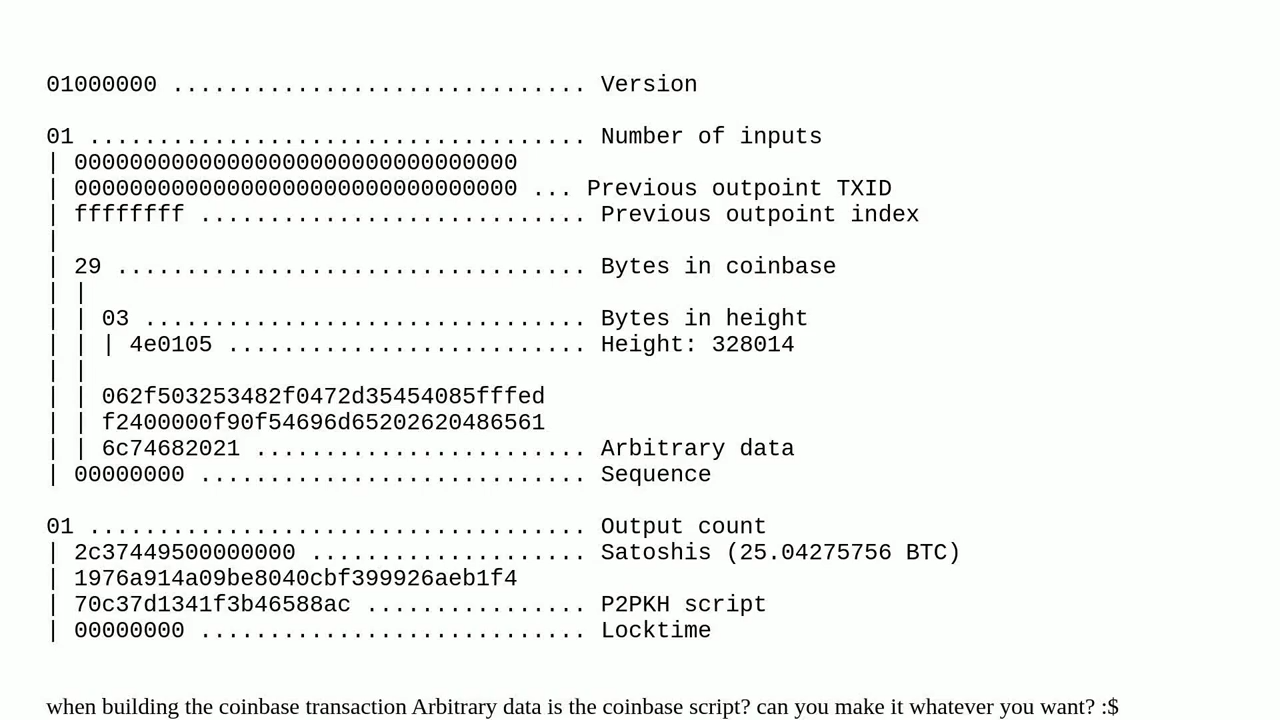 01000000 .............................. Version
01 .................................... Number of inputs
| 00000000000000000000000000000000
| 00000000000000000000000000000000 ... Previous outpoint TXID
| ffffffff ............................ Previous outpoint index
|
| 29 .................................. Bytes in coinbase
| |
| | 03 ................................ Bytes in height
| | | 4e0105 .......................... Height: 328014
| |
| | 062f503253482f0472d35454085fffed
| | f2400000f90f54696d65202620486561
| | 6c74682021 ........................ Arbitrary data
| 00000000 ............................ Sequence
01 .................................... Output count
| 2c37449500000000 .................... Satoshis (25.04275756 BTC)
| 1976a914a09be8040cbf399926aeb1f4
| 70c37d1341f3b46588ac ................ P2PKH script
| 00000000 ............................ Locktime
when building the coinbase transaction Arbitrary data is the coinbase script? can you make it whatever you want? :$